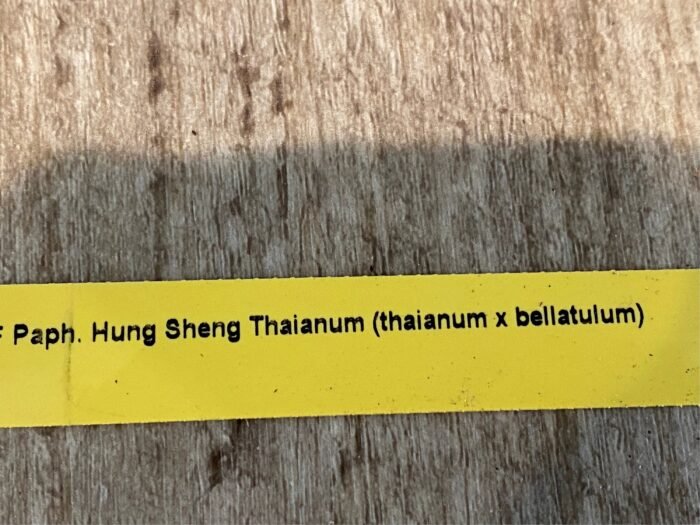 Paph. Hung Sheng Thaianum (thaianum x bellatulum)